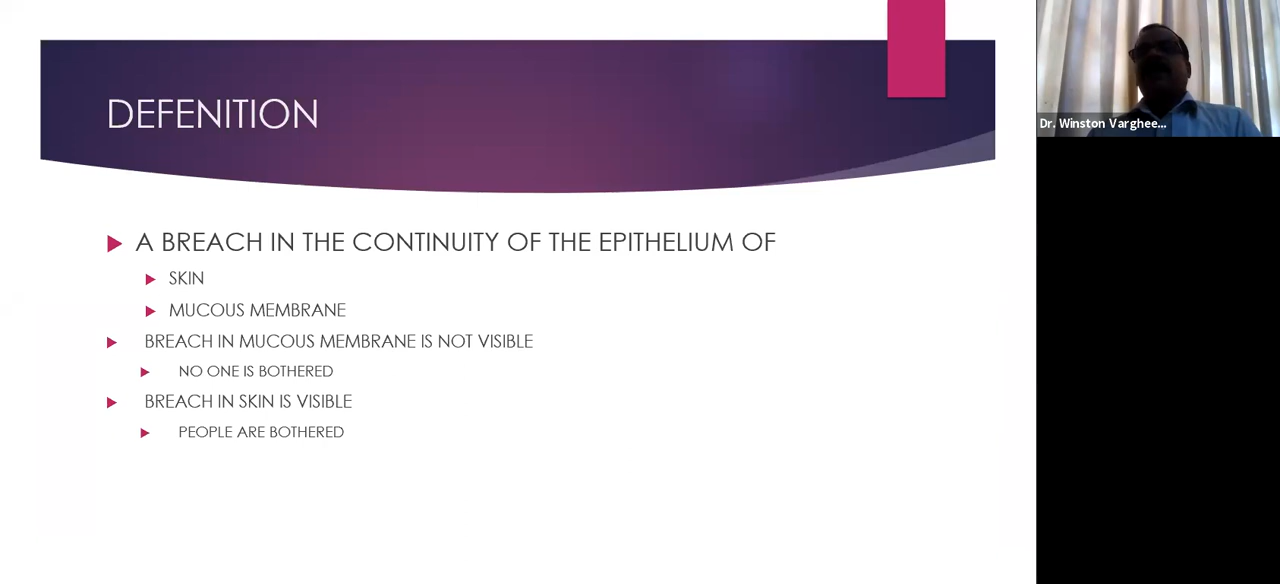 DEFENITION
A BREACH IN THE CONTINUITY OF THE EPITHELIUM OF
SKIN
MUCOUS MEMBRANE
BREACH IN MUCOUS MEMBRANE IS NOT VISIBLE
NO ONE IS BOTHERED
BREACH IN SKIN IS VISIBLE
PEOPLE ARE BOTHERED
Dr. Winston Varghee...